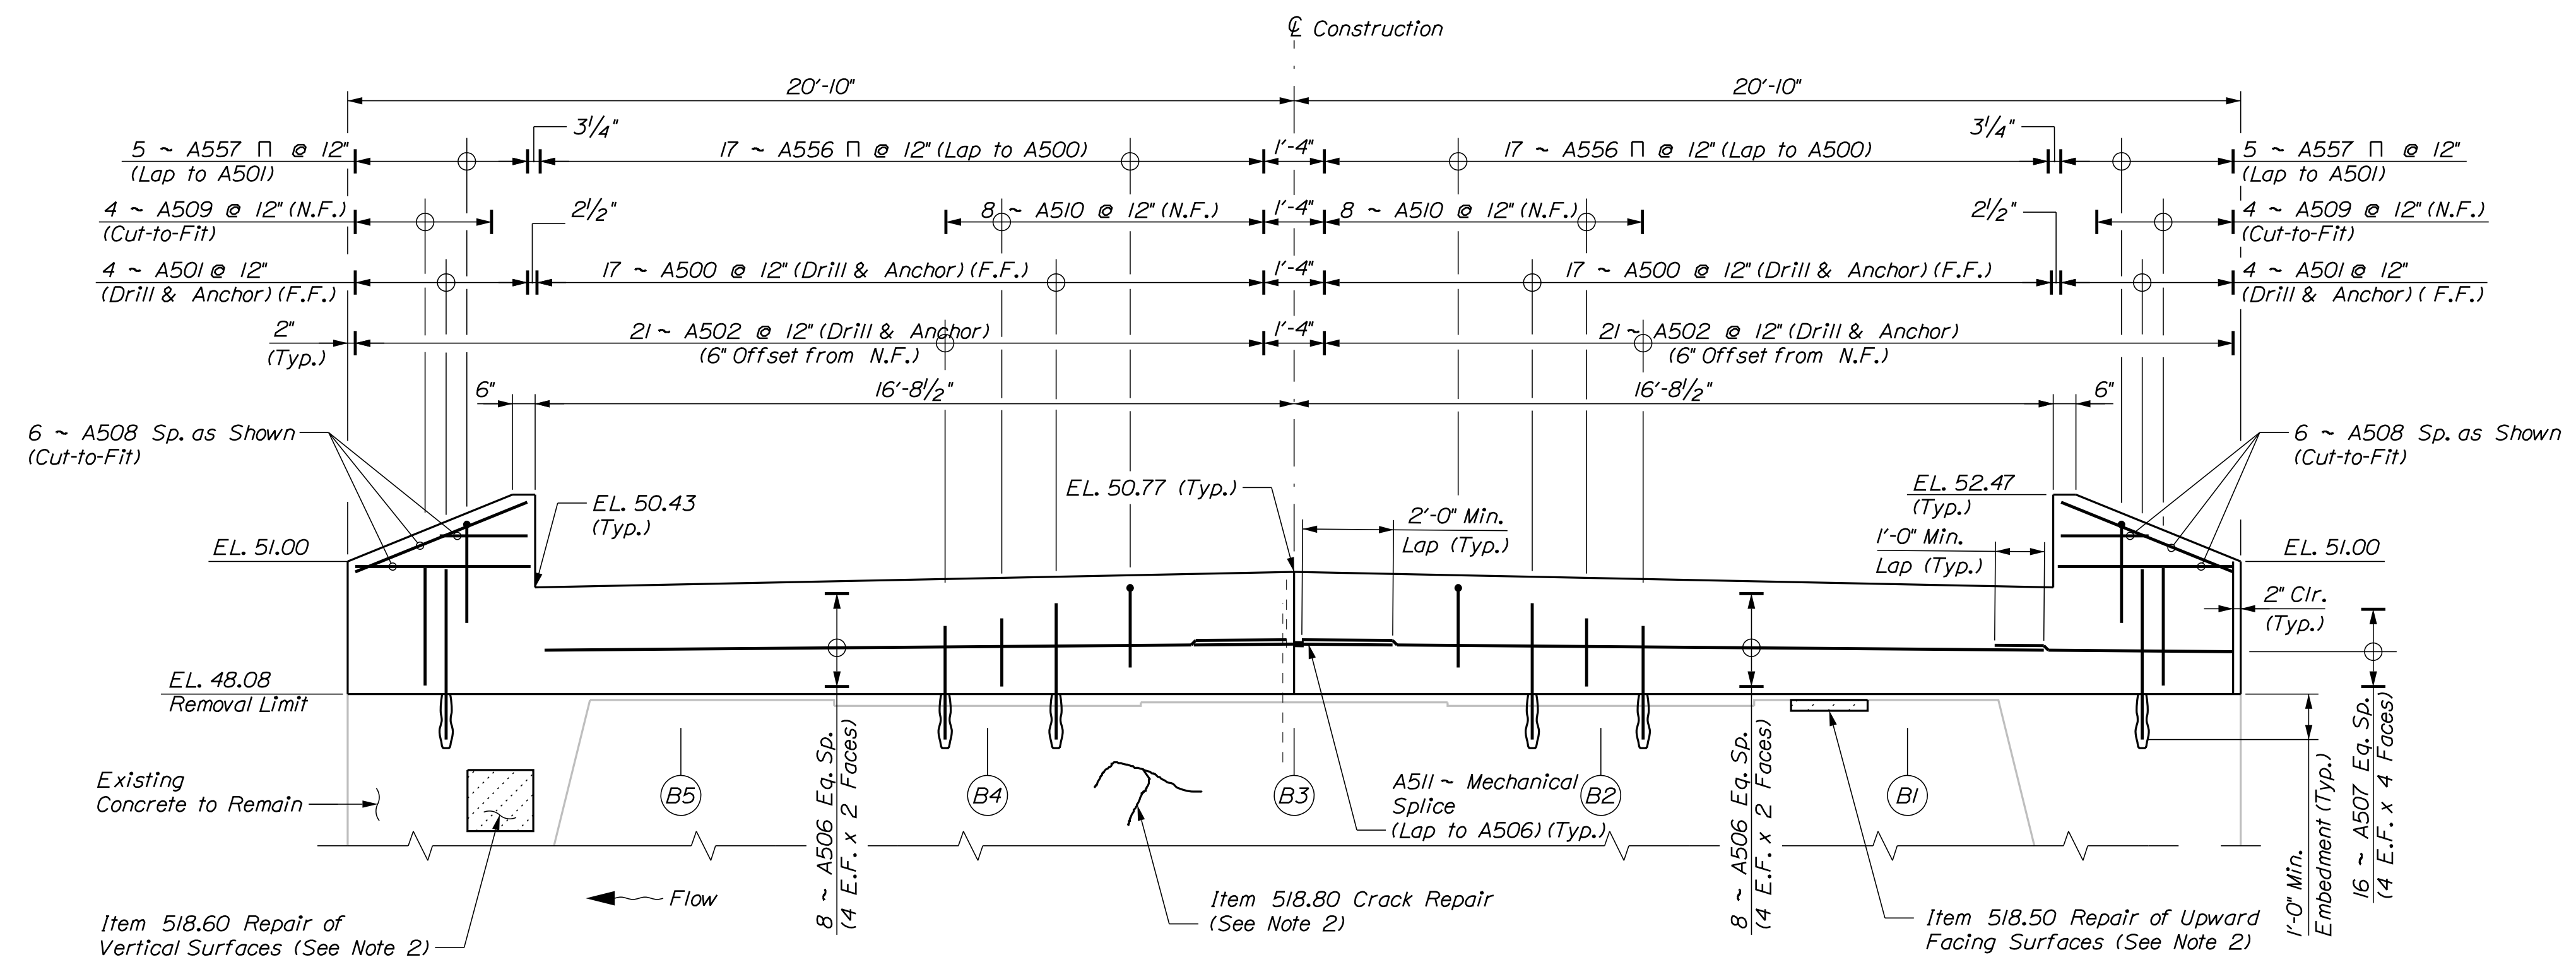 ℄ Construction
20'-10"
20'-10"
3 1/4"
3 1/4"
5 ~ A557 ⊓ @ 12"
(Lap to A501)
17 ~ A556 ⊓ @ 12" (Lap to A500)
1'-4"
17 ~ A556 ⊓ @ 12" (Lap to A500)
5 ~ A557 ⊓ @ 12"
(Lap to A501)
4 ~ A509 @ 12" (N.F.)
(Cut-to-Fit)
2 1/2"
8 ~ A510 @ 12" (N.F.)
1'-4"
8 ~ A510 @ 12" (N.F.)
2 1/2"
4 ~ A509 @ 12" (N.F.)
(Cut-to-Fit)
4 ~ A501 @ 12"
(Drill & Anchor) (F.F.)
17 ~ A500 @ 12" (Drill & Anchor) (F.F.)
1'-4"
17 ~ A500 @ 12" (Drill & Anchor) (F.F.)
4 ~ A501 @ 12"
(Drill & Anchor) ( F.F.)
2"
(Typ.)
21 ~ A502 @ 12" (Drill & Anchor)
(6" Offset from N.F.)
1'-4"
21 ~ A502 @ 12" (Drill & Anchor)
(6" Offset from N.F.)
6"
16'-8 1/2"
16'-8 1/2"
6"
6 ~ A508 Sp. as Shown
(Cut-to-Fit)
6 ~ A508 Sp. as Shown
(Cut-to-Fit)
EL. 50.43
(Typ.)
EL. 50.77 (Typ.)
EL. 52.47
(Typ.)
2'-0" Min.
Lap (Typ.)
1'-0" Min.
Lap (Typ.)
EL. 51.00
EL. 51.00
2" Clr.
(Typ.)
EL. 48.08
Removal Limit
Existing
Concrete to Remain
B5
B4
B3
B2
B1
A511 ~ Mechanical
Splice
(Lap to A506) (Typ.)
8 ~ A506 Eq. Sp.
(4 E.F. x 2 Faces)
8 ~ A506 Eq. Sp.
(4 E.F. x 2 Faces)
1'-0" Min.
Embedment (Typ.)
16 ~ A507 Eq. Sp.
(4 E.F. x 4 Faces)
Flow
Item 518.60 Repair of
Vertical Surfaces (See Note 2)
Item 518.80 Crack Repair
(See Note 2)
Item 518.50 Repair of Upward
Facing Surfaces (See Note 2)